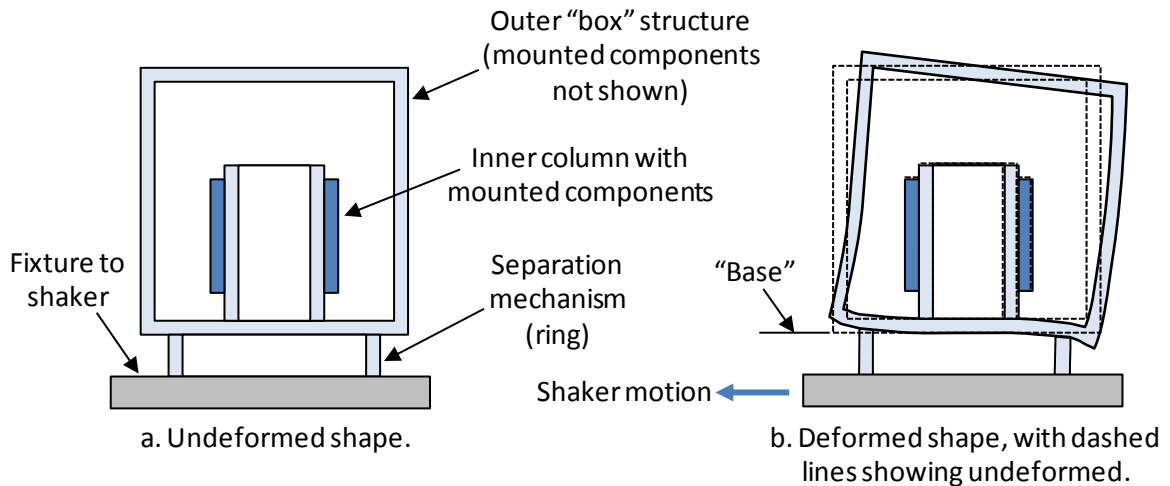 Outer “box” structure
(mounted components
not shown)
Inner column with
mounted components
Fixture to
shaker
Separation
mechanism
(ring)
a. Undeformed shape.
“Base”
Shaker motion
b. Deformed shape, with dashed
lines showing undeformed.